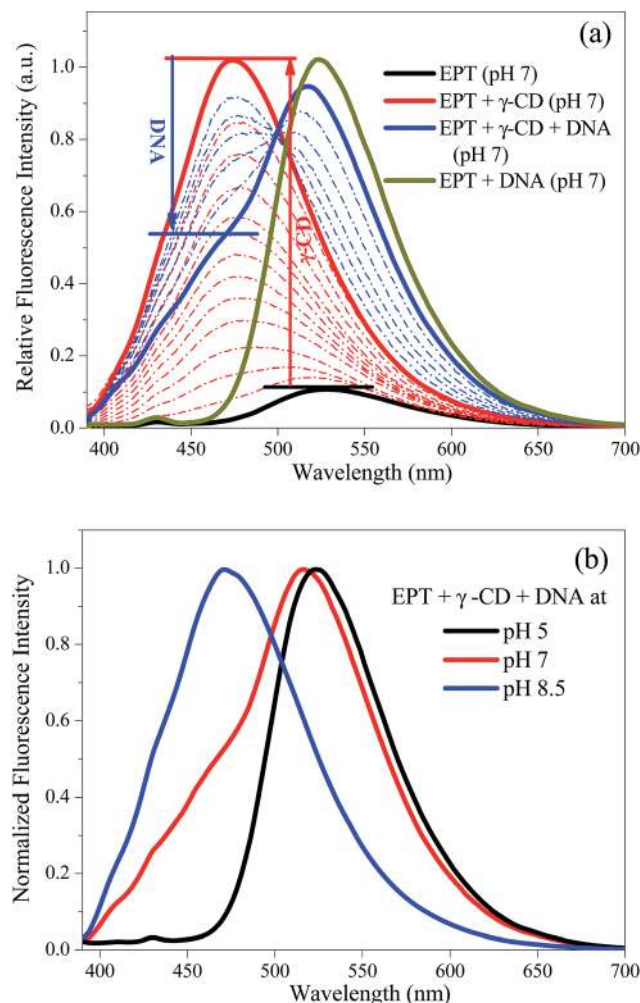 (a)
EPT (pH 7)
EPT + γ-CD (pH 7)
EPT + γ-CD + DNA
(pH 7)
EPT + DNA (pH 7)
DNA
γ-CD
Relative Fluorescence Intensity (a.u.)
1.0
0.8
0.6
0.4
0.2
0.0
400 450 500 550 600 650 700
Wavelength (nm)
(b)
EPT + γ -CD + DNA at
pH 5
pH 7
pH 8.5
Normalized Fluorescence Intensity
1.0
0.8
0.6
0.4
0.2
0.0
400 450 500 550 600 650 700
Wavelength (nm)